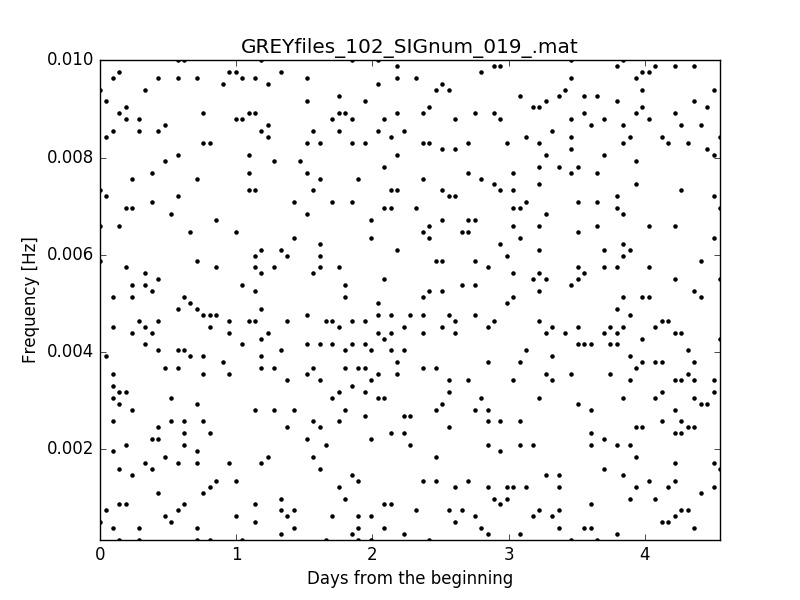 GREYfiles_102_SIGnum_019_.mat
0.010
0.008
0.006
0.004
0.002
Frequency [Hz]
0 1 2 3 4
Days from the beginning